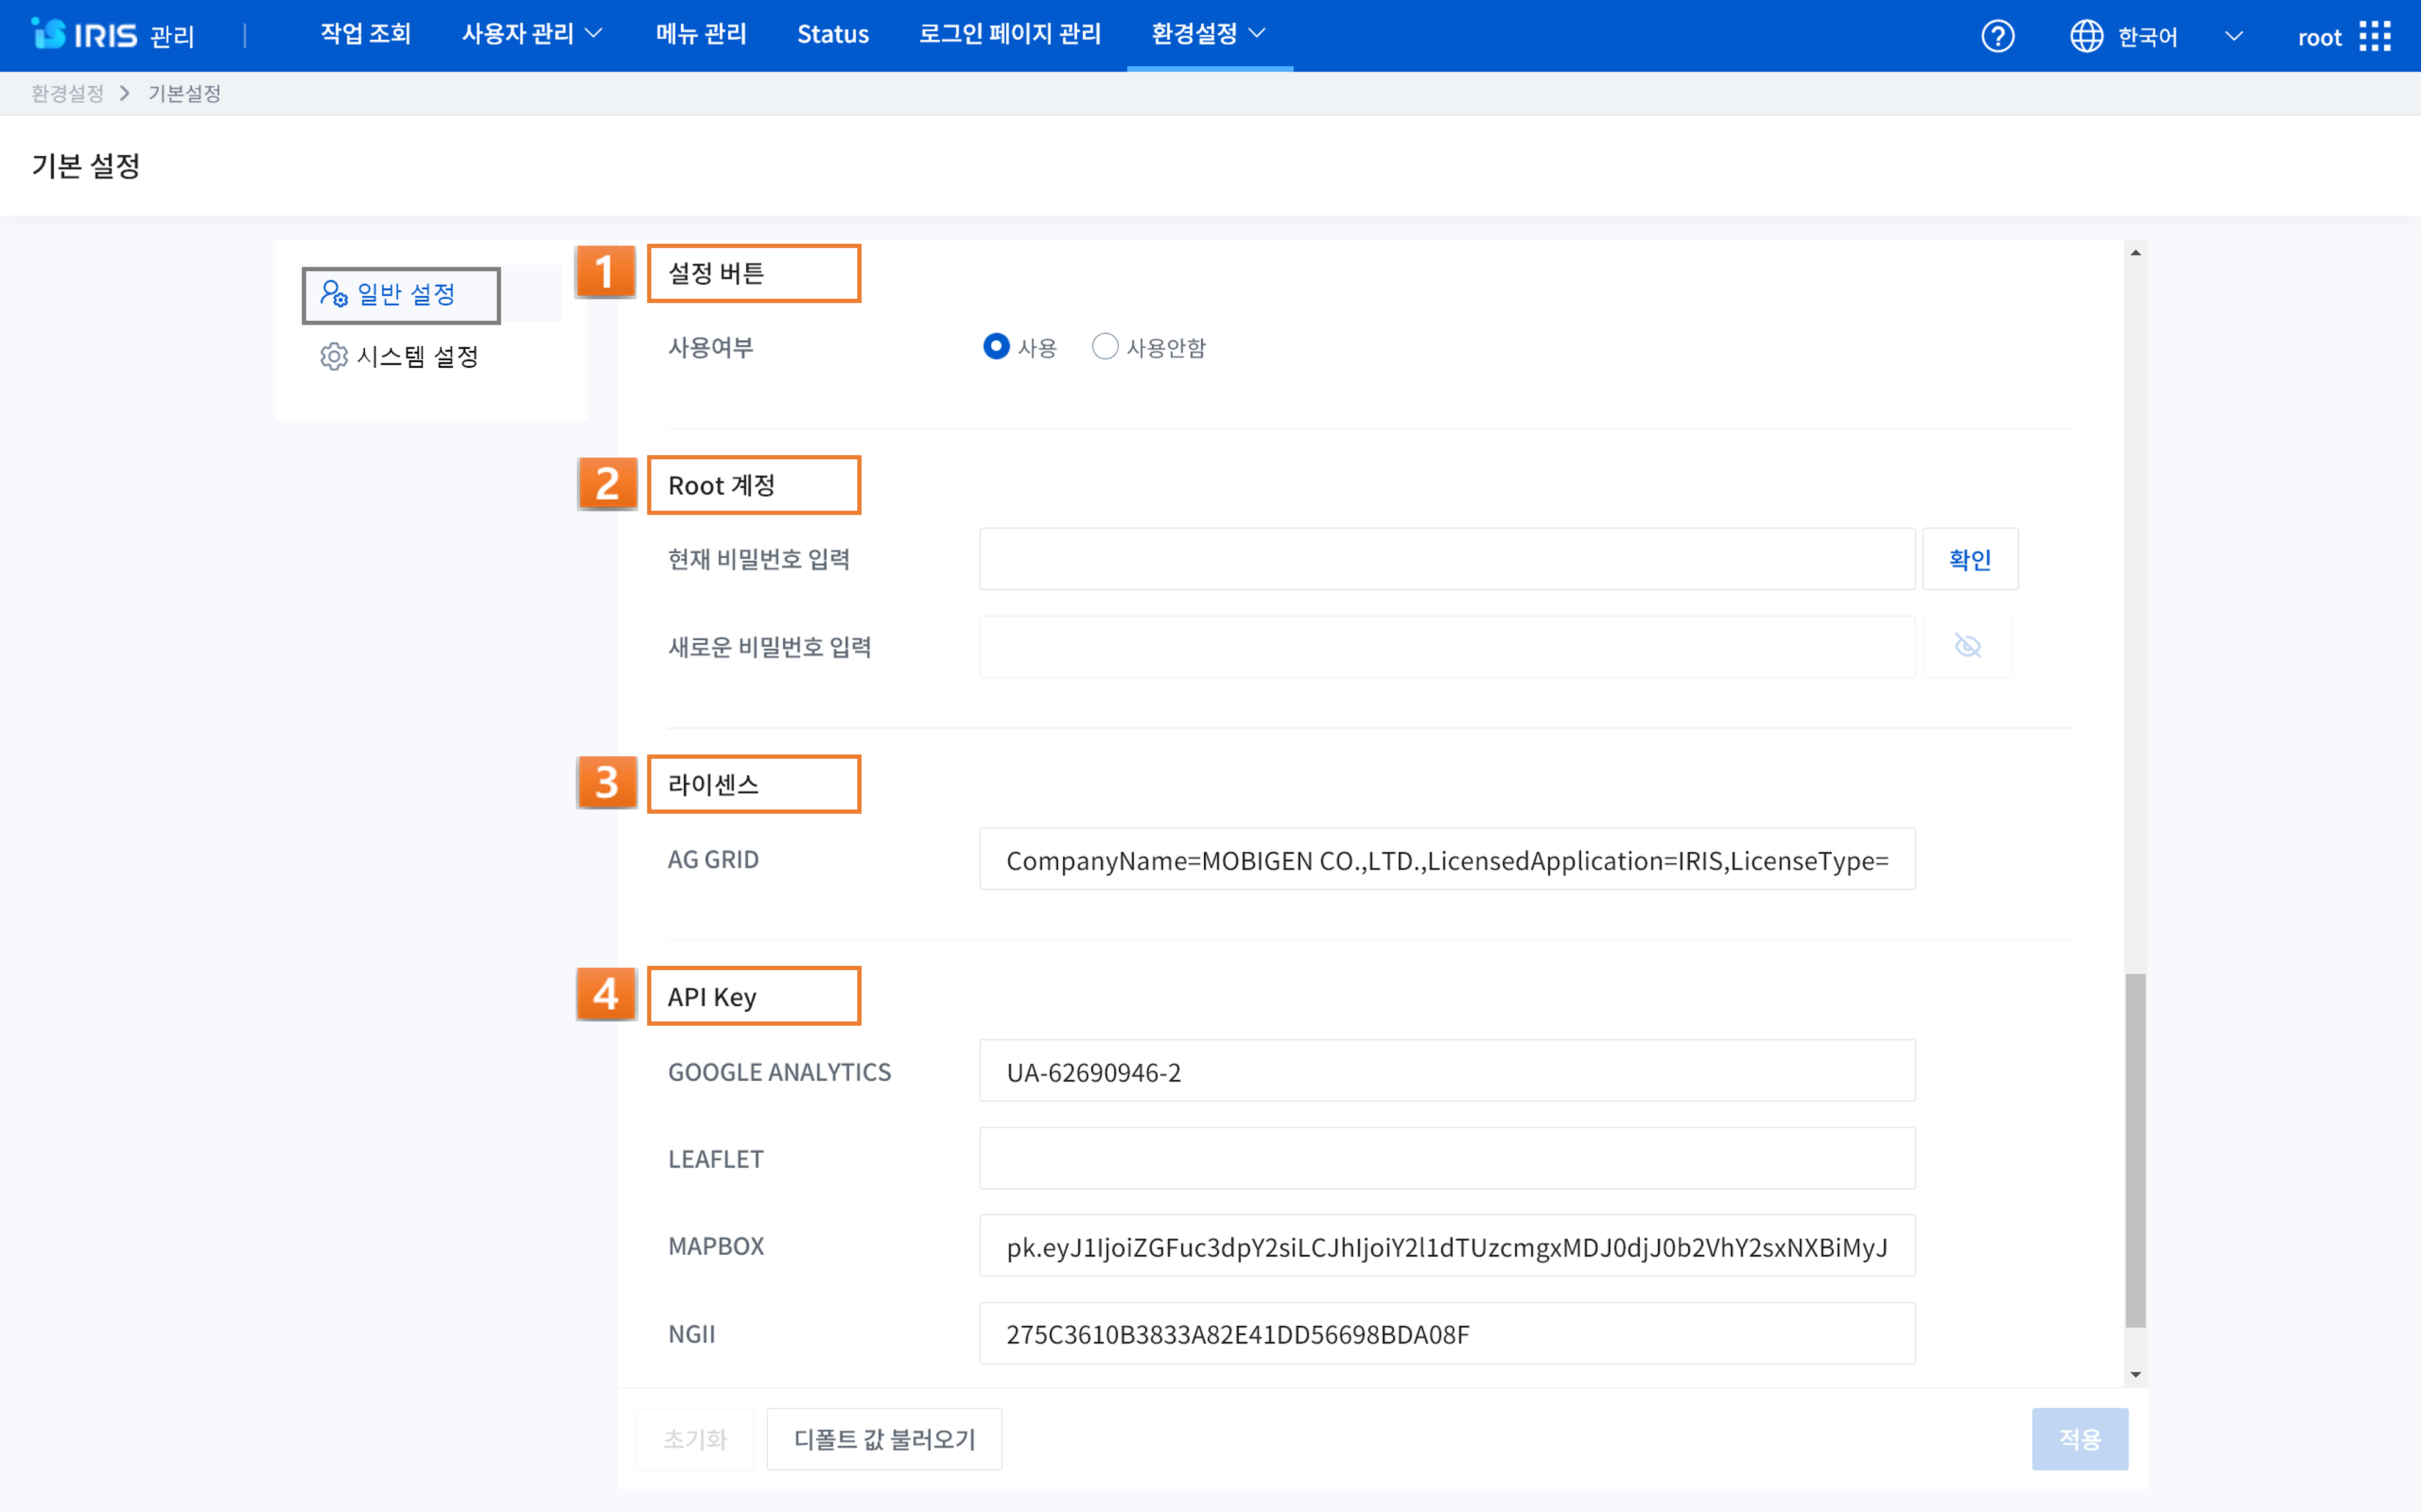 iS IRIS 관리 | 작업 조회 사용자 관리 메뉴 관리 Status 로그인 페이지 관리 환경설정 ? 한국어 root
환경설정 > 기본설정
기본 설정
일반 설정
시스템 설정
1 설정 버튼
사용여부 사용 사용안함
2 Root 계정
현재 비밀번호 입력 확인
새로운 비밀번호 입력
3 라이센스
AG GRID CompanyName=MOBIGEN CO.,LTD.,LicensedApplication=IRIS,LicenseType=
4 API Key
GOOGLE ANALYTICS UA-62690946-2
LEAFLET
MAPBOX pk.eyJ1IjoiZGFuc3dpY2siLCJhIjoiY2l1dTUzcmgxMDJ0djJ0b2VhY2sxNXBiMyJ
NGII 275C3610B3833A82E41DD56698BDA08F
초기화 디폴트 값 불러오기 적용